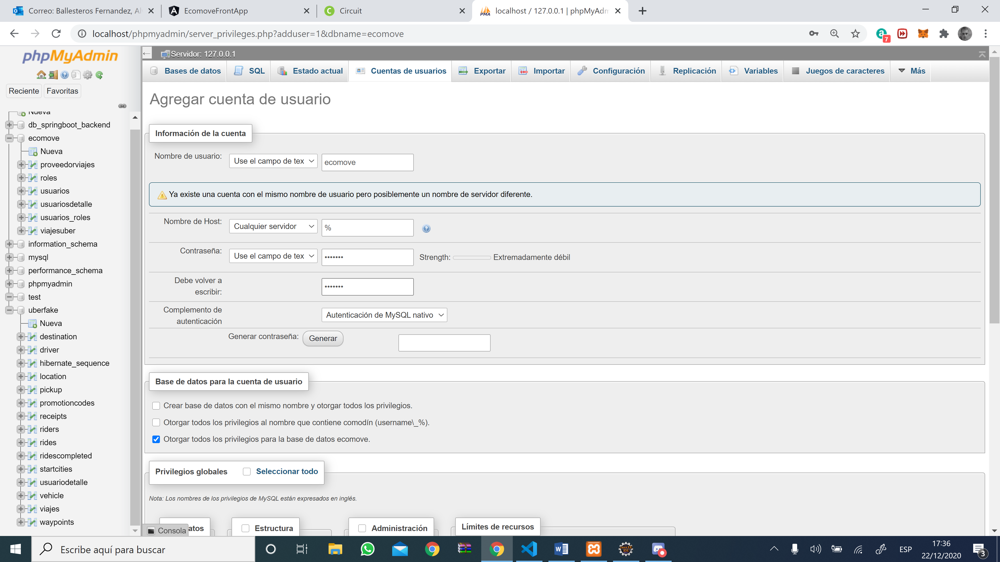 Correo: Ballesteros Fernandez, Al
EcomoveFrontApp
Circuit
localhost / 127.0.0.1 | phpMyAdm
localhost/phpmyadmin/server_privileges.php?adduser=1&dbname=ecomove
7
phpMyAdmin
Reciente
Favoritas
Nueva
db_springboot_backend
ecomove
Nueva
proveedorviajes
roles
usuarios
usuariosdetalle
usuarios_roles
viajesuber
information_schema
mysql
performance_schema
phpmyadmin
test
uberfake
Nueva
destination
driver
hibernate_sequence
location
pickup
promotioncodes
receipts
riders
rides
ridescompleted
startcities
usuariodetalle
vehicle
viajes
waypoints
Servidor: 127.0.0.1
Bases de datos
SQL
Estado actual
Cuentas de usuarios
Exportar
Importar
Configuración
Replicación
Variables
Juegos de caracteres
Más
Agregar cuenta de usuario
Información de la cuenta
Nombre de usuario:
Use el campo de tex
ecomove
Ya existe una cuenta con el mismo nombre de usuario pero posiblemente un nombre de servidor diferente.
Nombre de Host:
Cualquier servidor
%
Contraseña:
Use el campo de tex
•••••••
Strength:
Extremadamente débil
Debe volver a
escribir:
•••••••
Complemento de
autenticación
Autenticación de MySQL nativo
Generar contraseña:
Generar
Base de datos para la cuenta de usuario
Crear base de datos con el mismo nombre y otorgar todos los privilegios.
Otorgar todos los privilegios al nombre que contiene comodín (username\_%).
Otorgar todos los privilegios para la base de datos ecomove.
Privilegios globales
Seleccionar todo
Nota: Los nombres de los privilegios de MySQL están expresados en inglés.
Consola
atos
Estructura
Administración
Límites de recursos
Escribe aquí para buscar
ESP
17:36
22/12/2020
3